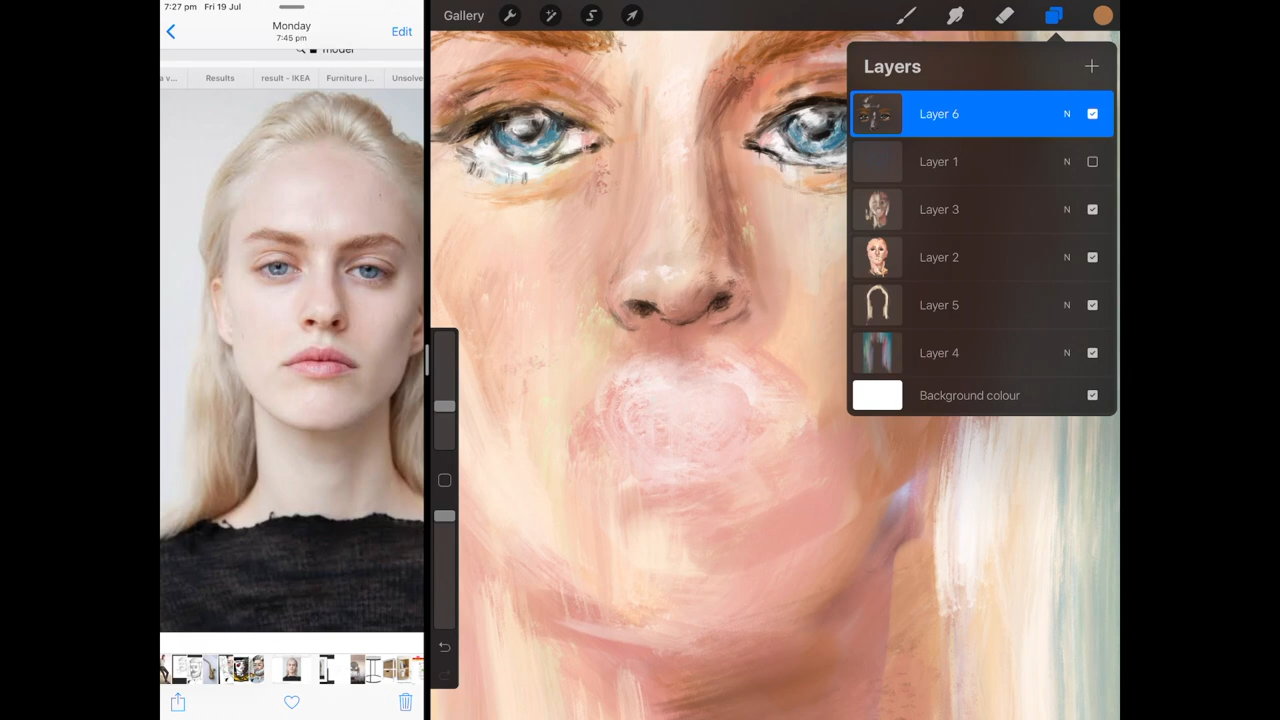 7:27 pm Fri 19 Jul
Monday
7:45 pm
Edit
model
a v... Results result - IKEA Furniture |... Unsolve
Gallery
Layers
Layer 6 N
Layer 1 N
Layer 3 N
Layer 2 N
Layer 5 N
Layer 4 N
Background colour